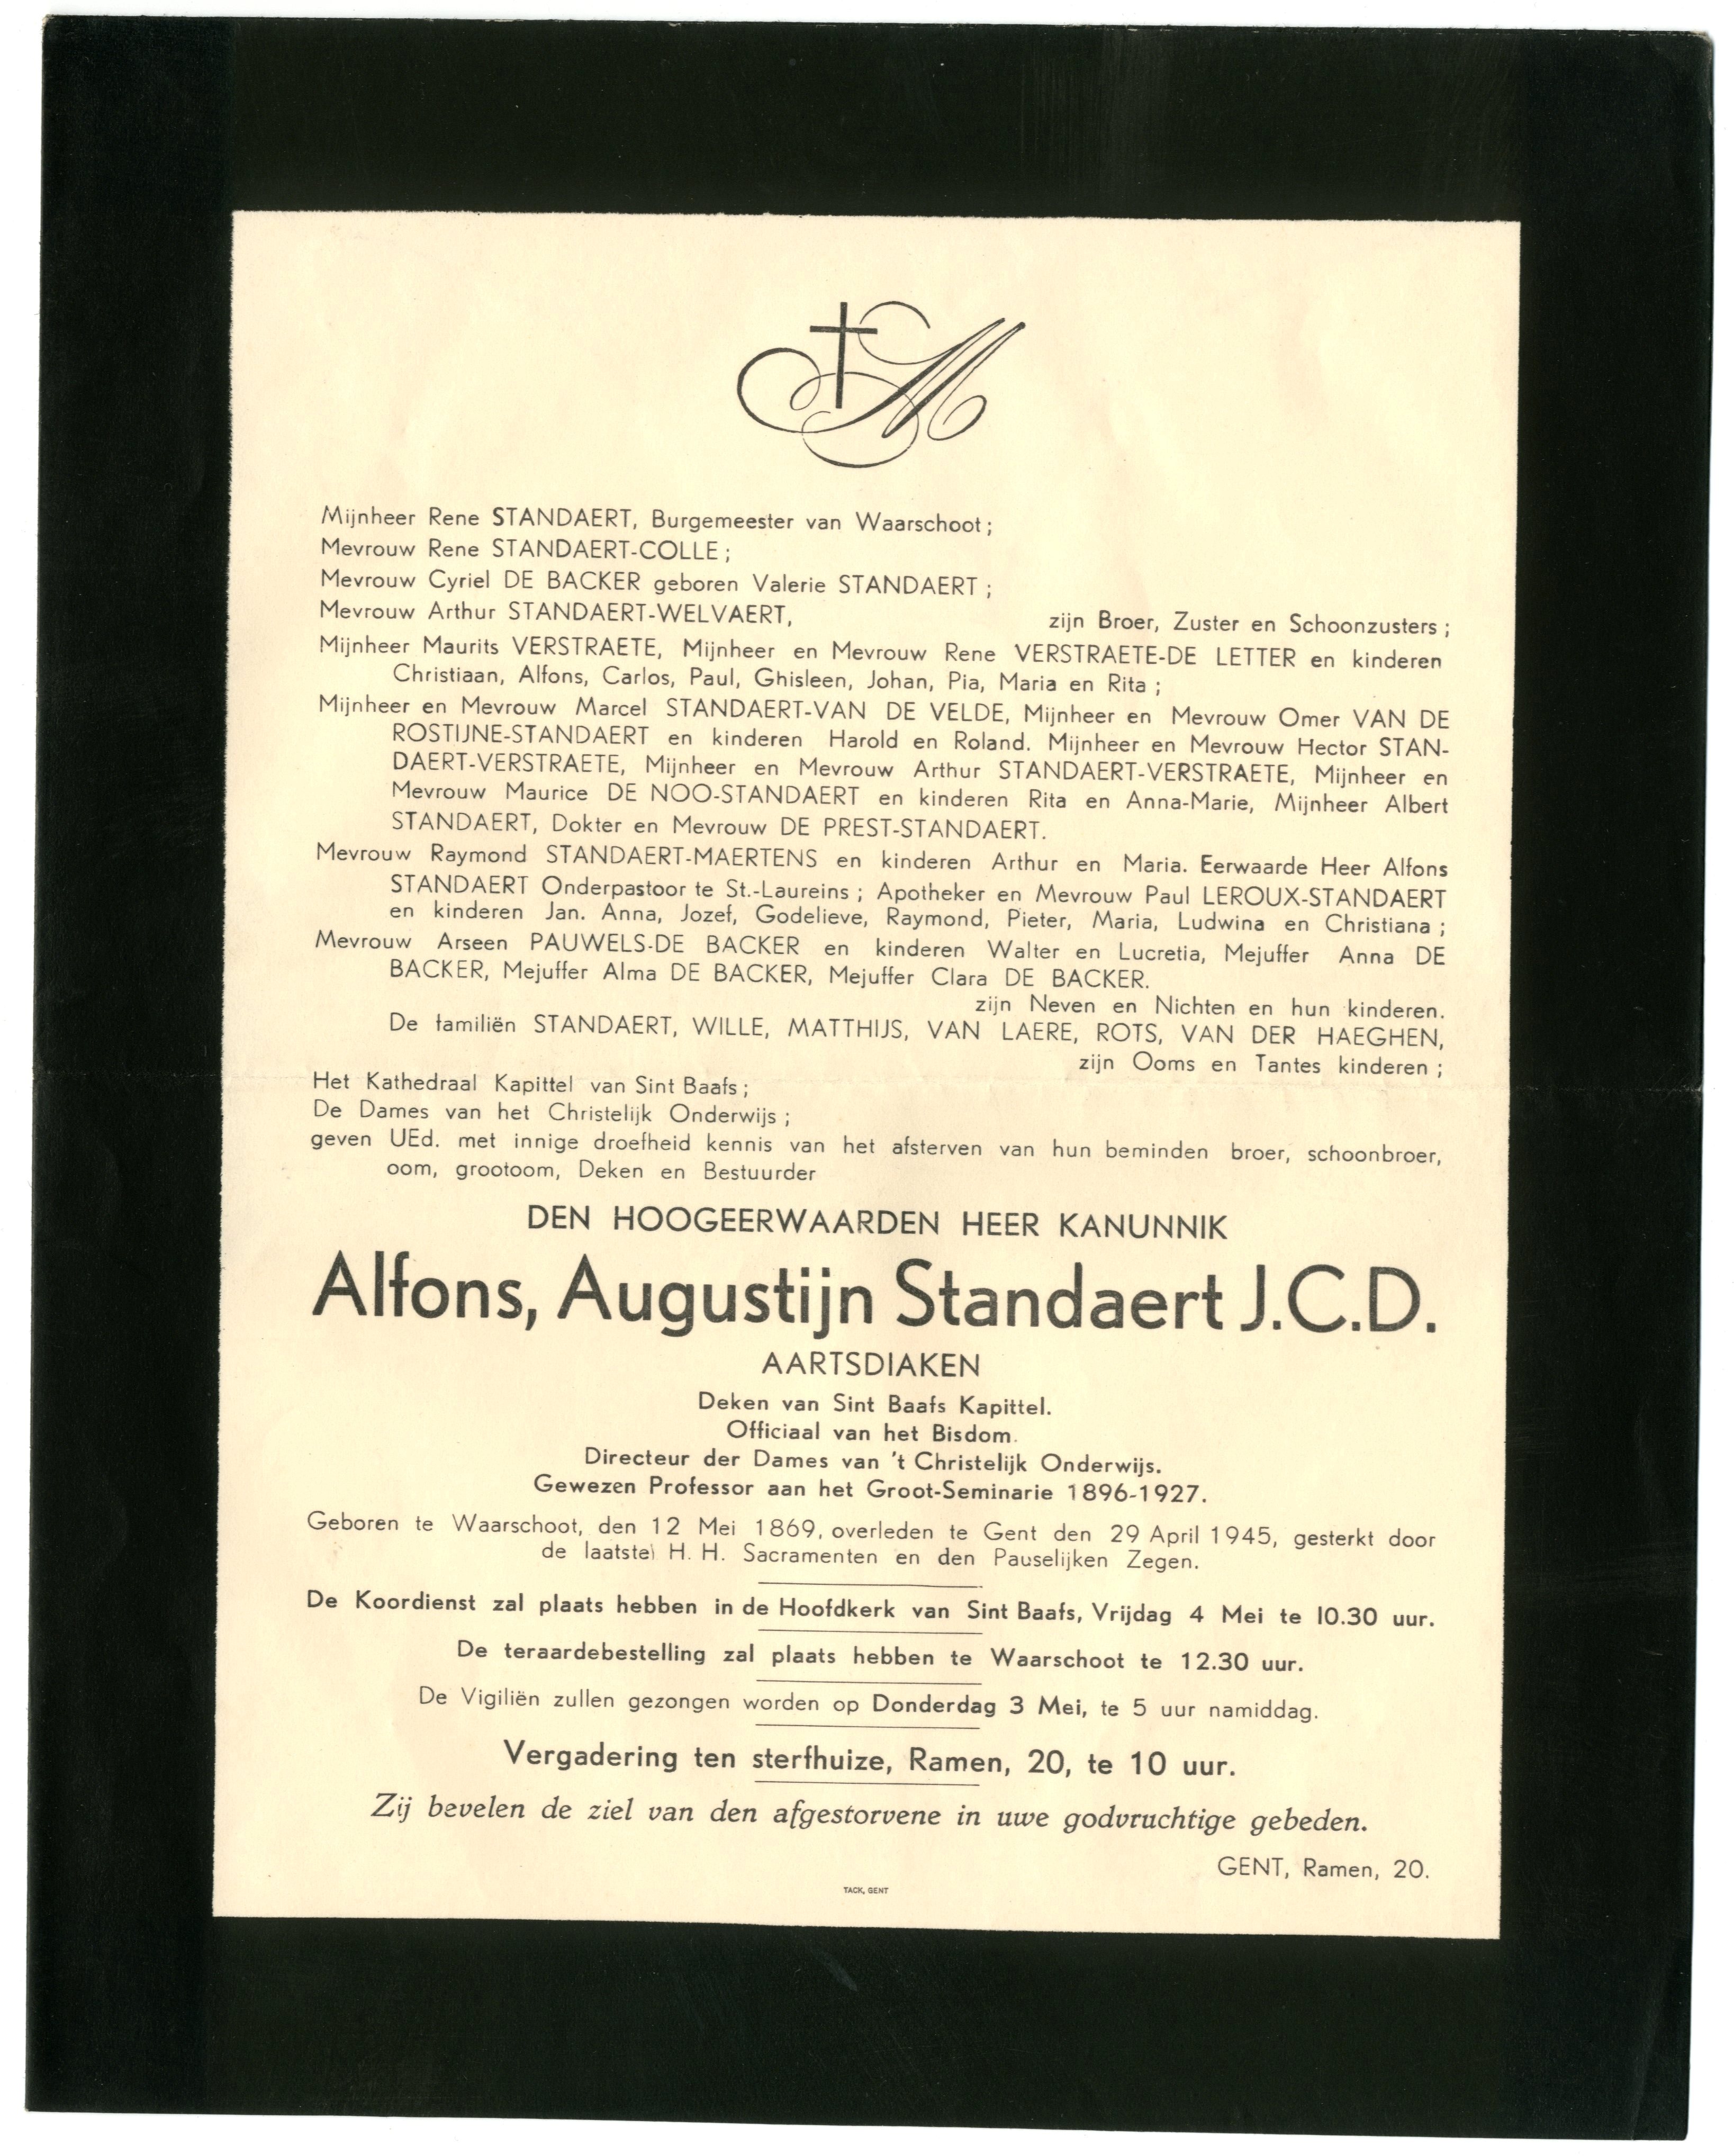 M
Mijnheer Rene STANDAERT, Burgemeester van Waarschoot ;
Mevrouw Rene STANDAERT-COLLE ;
Mevrouw Cyriel DE BACKER geboren Valerie STANDAERT ;
Mevrouw Arthur STANDAERT-WELVAERT, zijn Broer, Zuster en Schoonzusters ;
Mijnheer Maurits VERSTRAETE, Mijnheer en Mevrouw Rene VERSTRAETE-DE LETTER en kinderen
Christiaan, Alfons, Carlos, Paul, Ghisleen, Johan, Pia, Maria en Rita ;
Mijnheer en Mevrouw Marcel STANDAERT-VAN DE VELDE, Mijnheer en Mevrouw Omer VAN DE
ROSTIJNE-STANDAERT en kinderen Harold en Roland. Mijnheer en Mevrouw Hector STAN-
DAERT-VERSTRAETE, Mijnheer en Mevrouw Arthur STANDAERT-VERSTRAETE, Mijnheer en
Mevrouw Maurice DE NOO-STANDAERT en kinderen Rita en Anna-Marie, Mijnheer Albert
STANDAERT, Dokter en Mevrouw DE PREST-STANDAERT.
Mevrouw Raymond STANDAERT-MAERTENS en kinderen Arthur en Maria. Eerwaarde Heer Alfons
STANDAERT Onderpastoor te St.-Laureins ; Apotheker en Mevrouw Paul LEROUX-STANDAERT
en kinderen Jan. Anna, Jozef, Godelieve, Raymond, Pieter, Maria, Ludwina en Christiana ;
Mevrouw Arseen PAUWELS-DE BACKER en kinderen Walter en Lucretia, Mejuffer Anna DE
BACKER, Mejuffer Alma DE BACKER, Mejuffer Clara DE BACKER.
zijn Neven en Nichten en hun kinderen.
De familiën STANDAERT, WILLE, MATTHIJS, VAN LAERE, ROTS, VAN DER HAEGHEN,
zijn Ooms en Tantes kinderen ;
Het Kathedraal Kapittel van Sint Baafs ;
De Dames van het Christelijk Onderwijs ;
geven UEd. met innige droefheid kennis van het afsterven van hun beminden broer, schoonbroer,
oom, grootoom, Deken en Bestuurder
DEN HOOGEERWAARDEN HEER KANUNNIK
Alfons, Augustijn Standaert J.C.D.
AARTSDIAKEN
Deken van Sint Baafs Kapittel.
Officiaal van het Bisdom.
Directeur der Dames van 't Christelijk Onderwijs.
Gewezen Professor aan het Groot-Seminarie 1896-1927.
Geboren te Waarschoot, den 12 Mei 1869, overleden te Gent den 29 April 1945, gesterkt door
de laatste H. H. Sacramenten en den Pauselijken Zegen.
De Koordienst zal plaats hebben in de Hoofdkerk van Sint Baafs, Vrijdag 4 Mei te 10.30 uur.
De teraardebestelling zal plaats hebben te Waarschoot te 12.30 uur.
De Vigiliën zullen gezongen worden op Donderdag 3 Mei, te 5 uur namiddag.
Vergadering ten sterfhuize, Ramen, 20, te 10 uur.
Zij bevelen de ziel van den afgestorvene in uwe godvruchtige gebeden.
GENT, Ramen, 20.
TACK, GENT